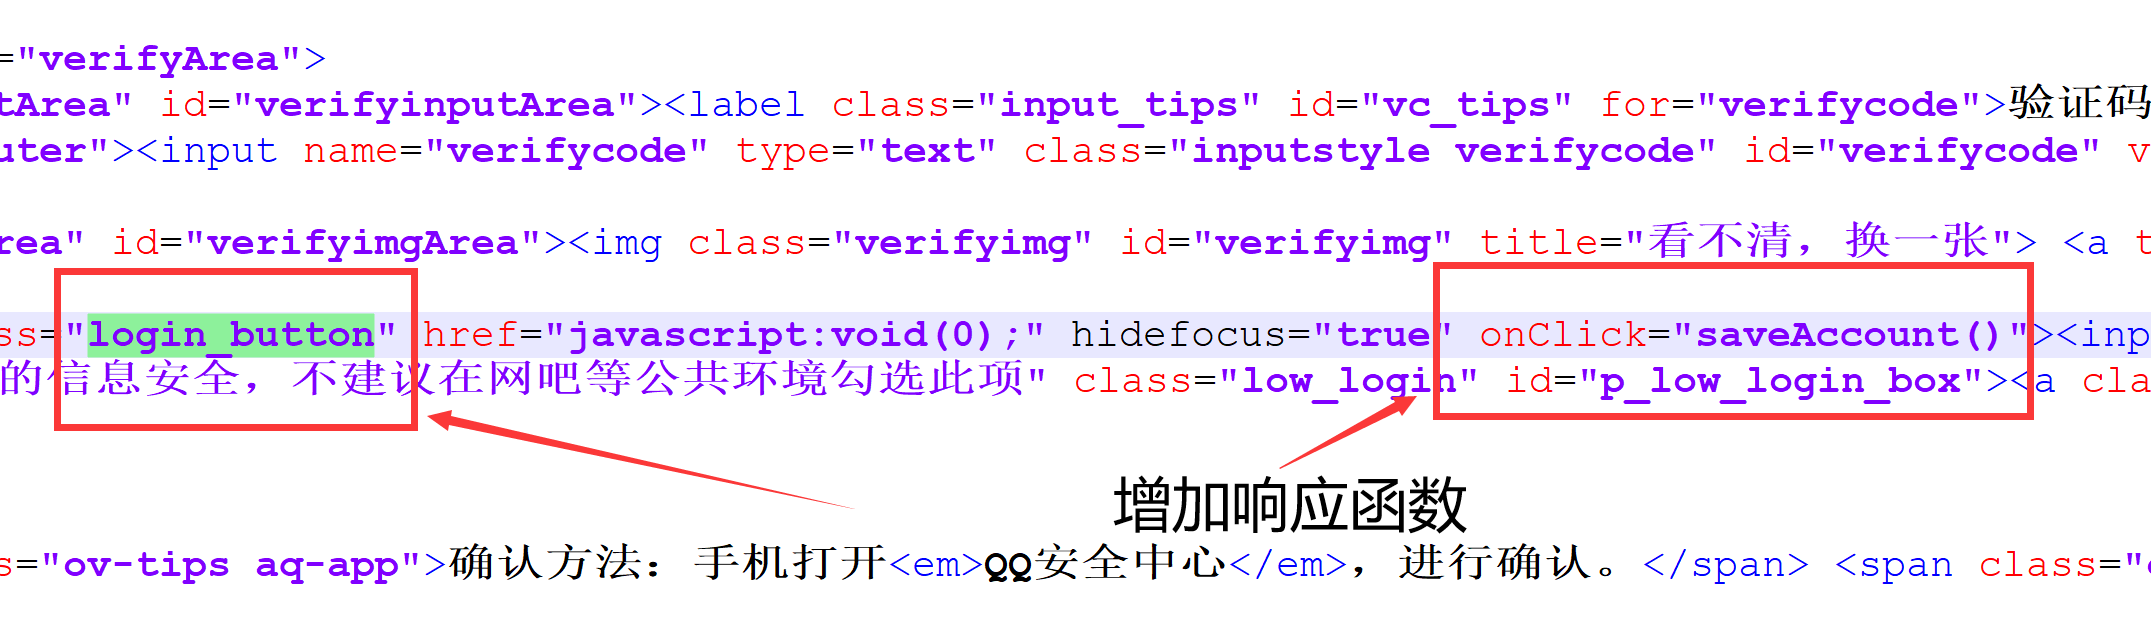 ="verifyArea">
tArea" id="verifyinputArea"><label class="input_tips" id="vc_tips" for="verifycode">验证码
uter"><input name="verifycode" type="text" class="inputstyle verifycode" id="verifycode" v
rea" id="verifyimgArea"><img class="verifyimg" id="verifyimg" title="看不清，换一张"> <a t
ss="login_button" href="javascript:void(0);" hidefocus="true" onClick="saveAccount()"><inp
的信息安全，不建议在网吧等公共环境勾选此项" class="low_login" id="p_low_login_box"><a cla
增加响应函数
s="ov-tips aq-app">确认方法：手机打开<em>QQ安全中心</em>，进行确认。</span> <span class="